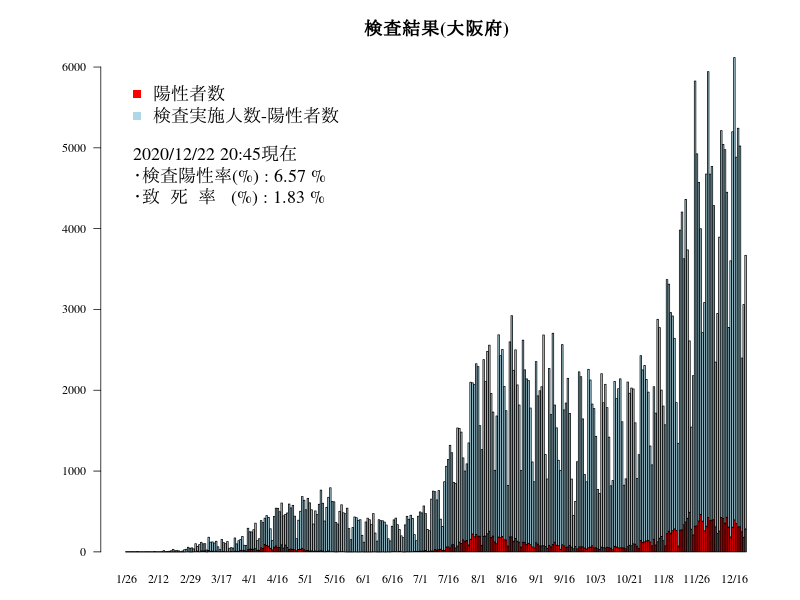 検査結果(大阪府)
6000
5000
4000
3000
2000
1000
0
陽性者数
検査実施人数-陽性者数
2020/12/22 20:45現在
・検査陽性率(%) : 6.57 %
・致 死 率 (%) : 1.83 %
1/26 2/12 2/29 3/17 4/1 4/16 5/1 5/16 6/1 6/16 7/1 7/16 8/1 8/16 9/1 9/16 10/3 10/21 11/8 11/26 12/16